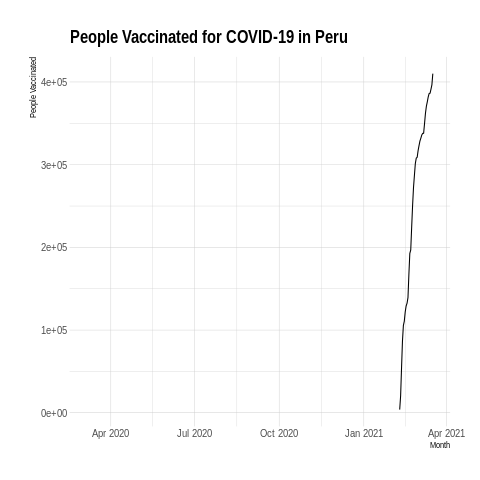 People Vaccinated for COVID-19 in Peru
People Vaccinated
4e+05
3e+05
2e+05
1e+05
0e+00
Apr 2020 Jul 2020 Oct 2020 Jan 2021 Apr 2021
Month